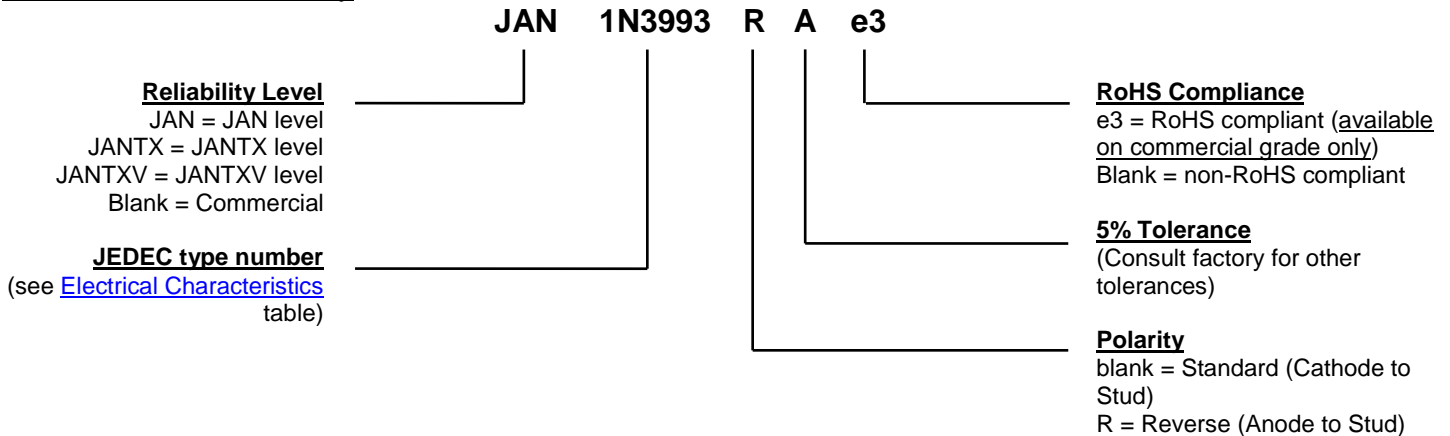 JAN 1N3993 R A e3
Reliability Level
JAN = JAN level
JANTX = JANTX level
JANTXV = JANTXV level
Blank = Commercial
JEDEC type number
(see Electrical Characteristics
table)
RoHS Compliance
e3 = RoHS compliant (available
on commercial grade only)
Blank = non-RoHS compliant
5% Tolerance
(Consult factory for other
tolerances)
Polarity
blank = Standard (Cathode to
Stud)
R = Reverse (Anode to Stud)